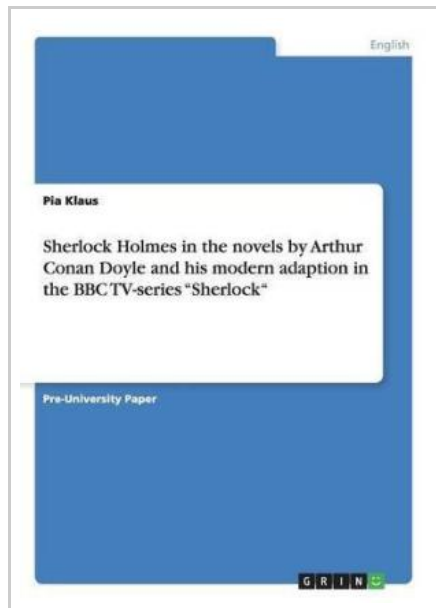 English
Pia Klaus
Sherlock Holmes in the novels by Arthur
Conan Doyle and his modern adaption in
the BBC TV-series “Sherlock“
Pre-University Paper
GRIN